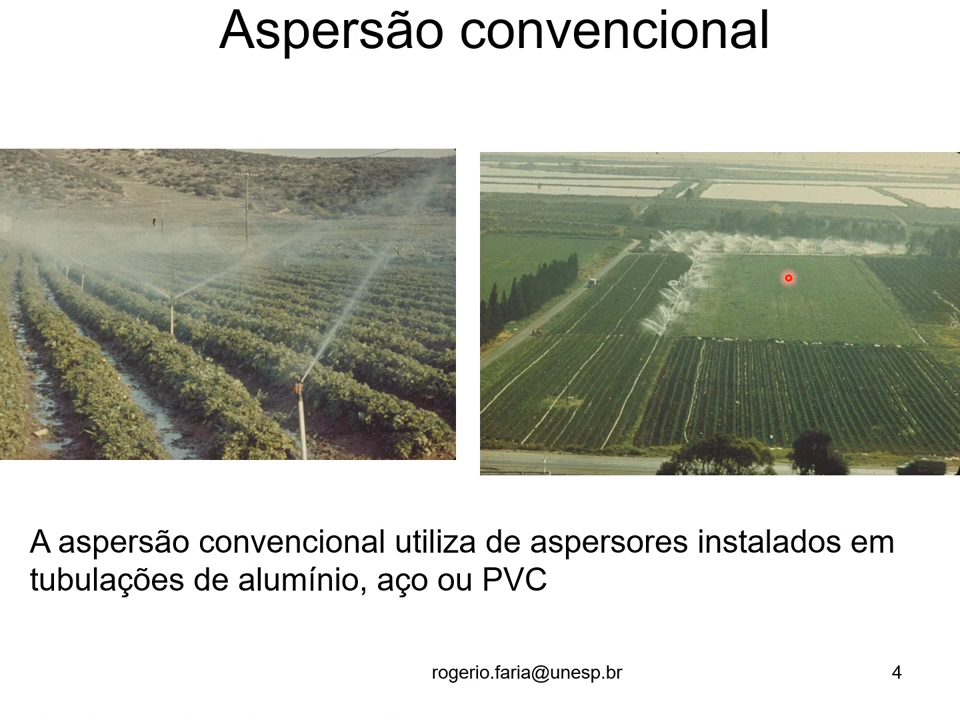 Aspersão convencional
A aspersão convencional utiliza de aspersores instalados em
tubulações de alumínio, aço ou PVC
rogerio.faria@unesp.br
4